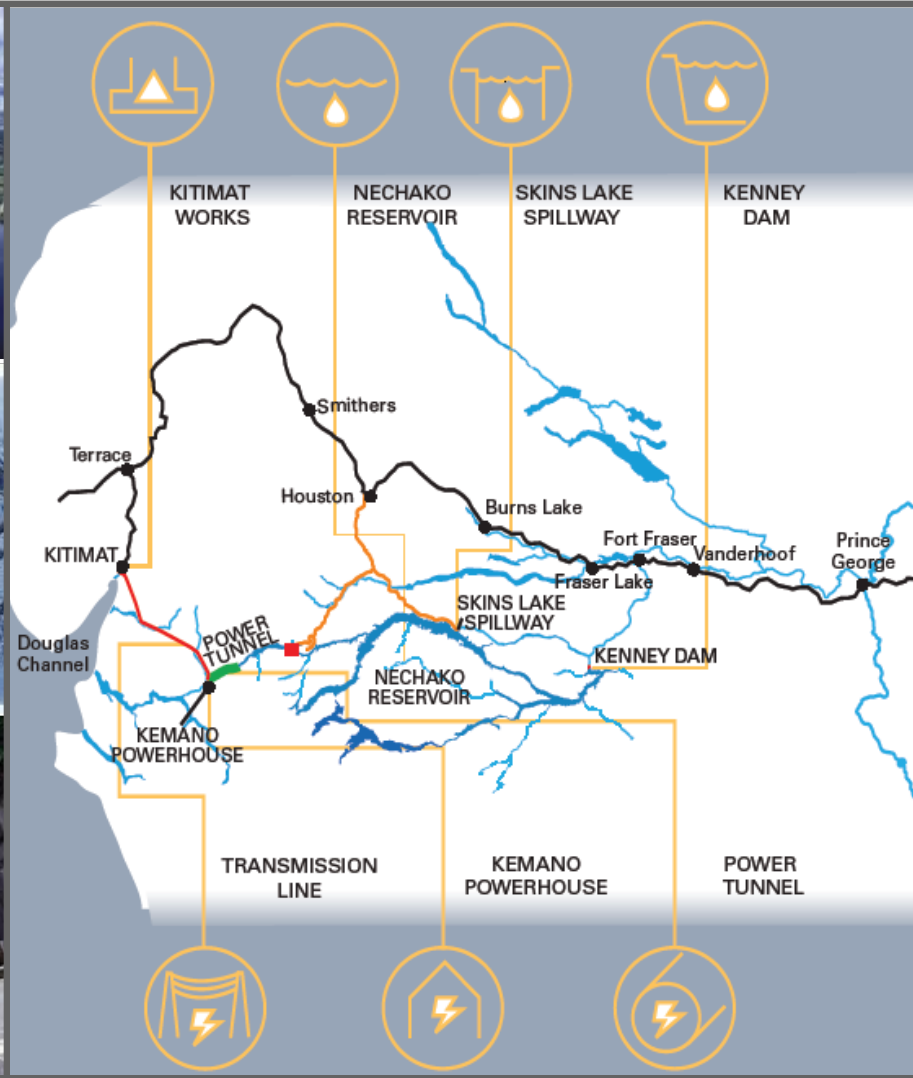 KITIMAT
WORKS
NECHAKO
RESERVOIR
SKINS LAKE
SPILLWAY
KENNEY
DAM
Smithers
Terrace
Houston
Burns Lake
KITIMAT
Fort Fraser
Vanderhoof
Prince
George
Fraser Lake
SKINS LAKE
SPILLWAY
Douglas
Channel
POWER
TUNNEL
KENNEY DAM
NECHAKO
RESERVOIR
KEMANO
POWERHOUSE
TRANSMISSION
LINE
KEMANO
POWERHOUSE
POWER
TUNNEL